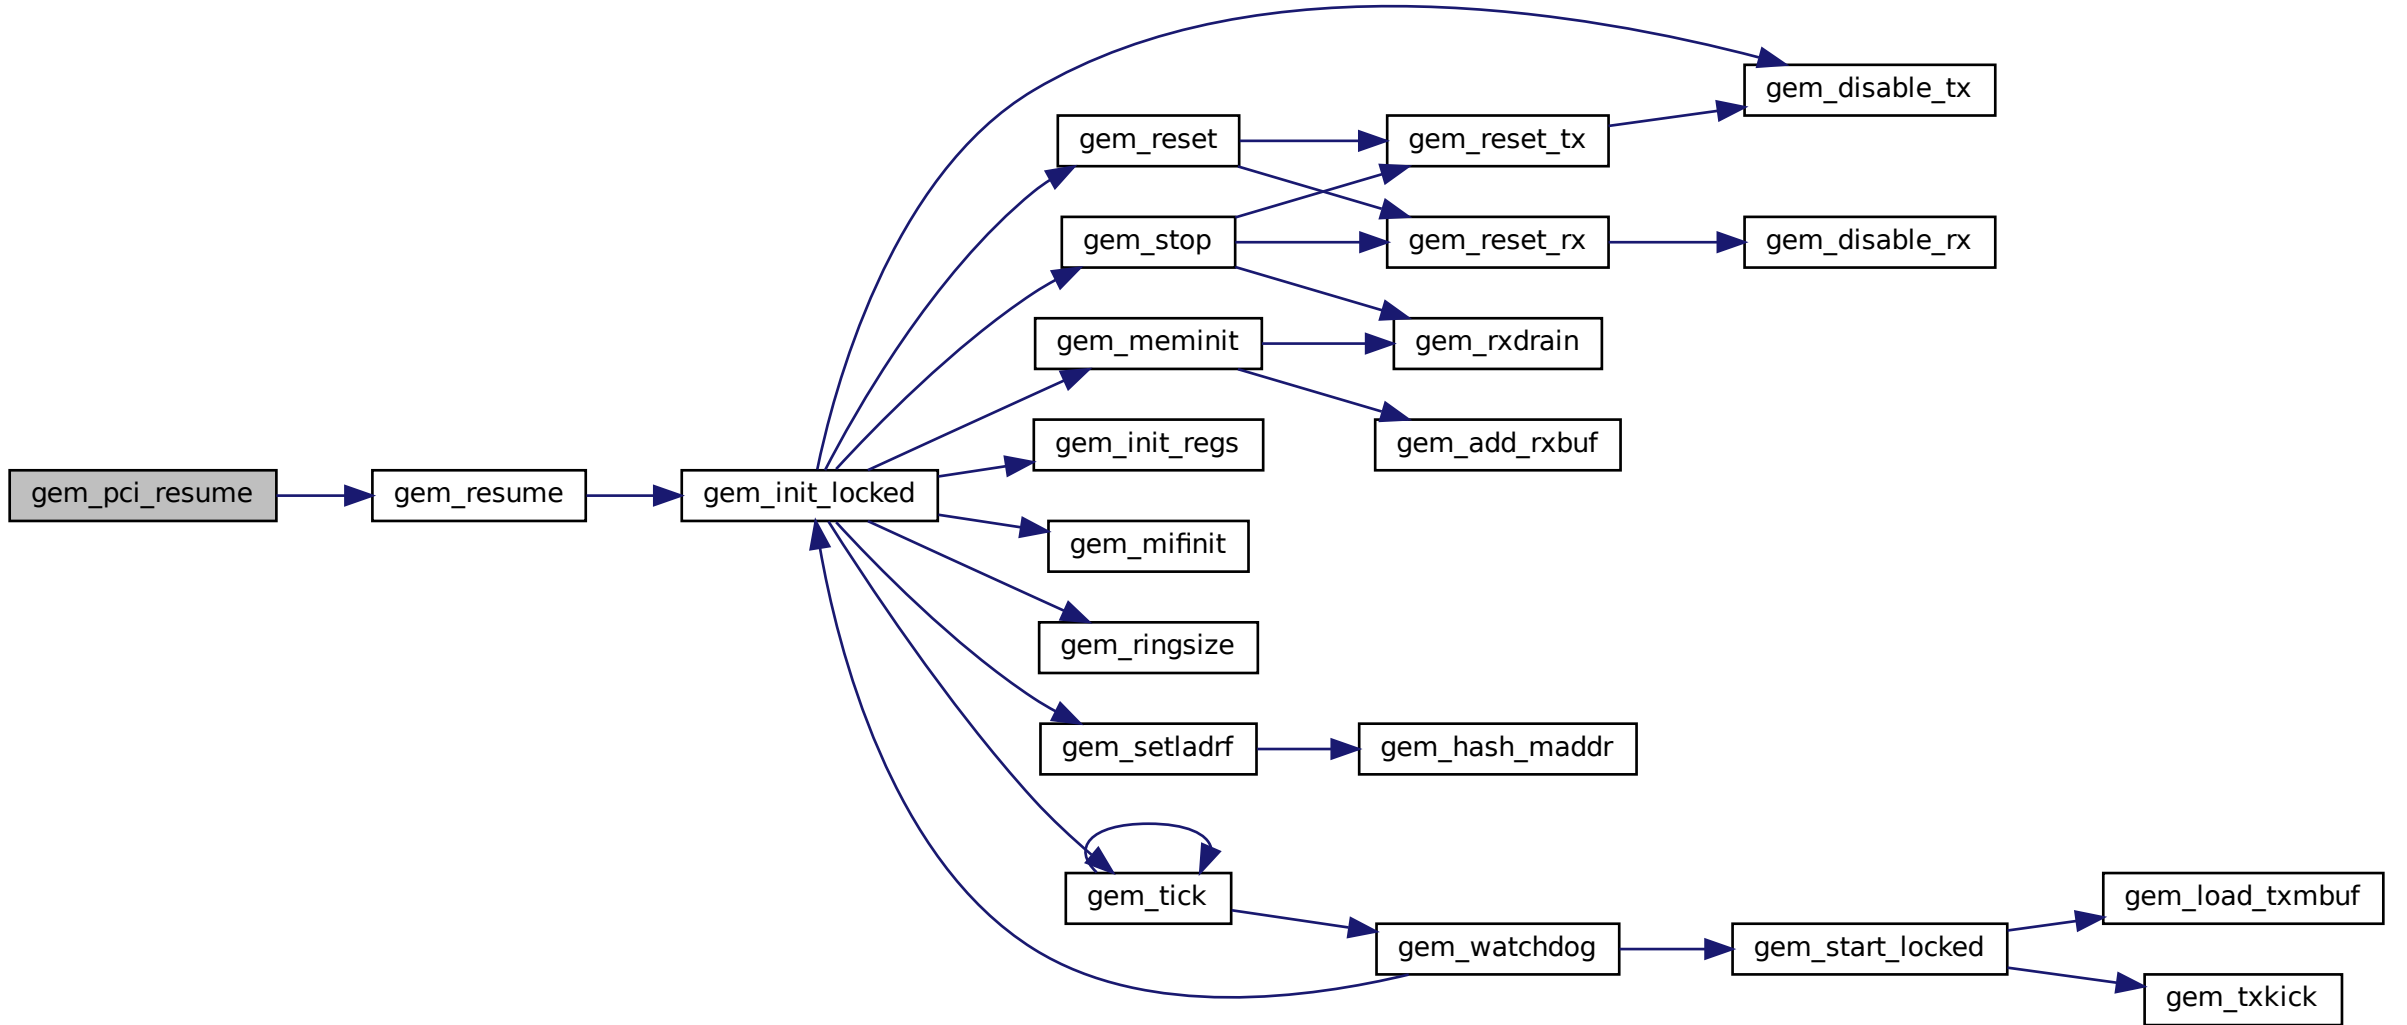 gem_pci_resume
gem_resume
gem_init_locked
gem_disable_tx
gem_reset
gem_reset_tx
gem_stop
gem_reset_rx
gem_disable_rx
gem_meminit
gem_rxdrain
gem_init_regs
gem_add_rxbuf
gem_mifinit
gem_ringsize
gem_setladrf
gem_hash_maddr
gem_tick
gem_watchdog
gem_start_locked
gem_load_txmbuf
gem_txkick